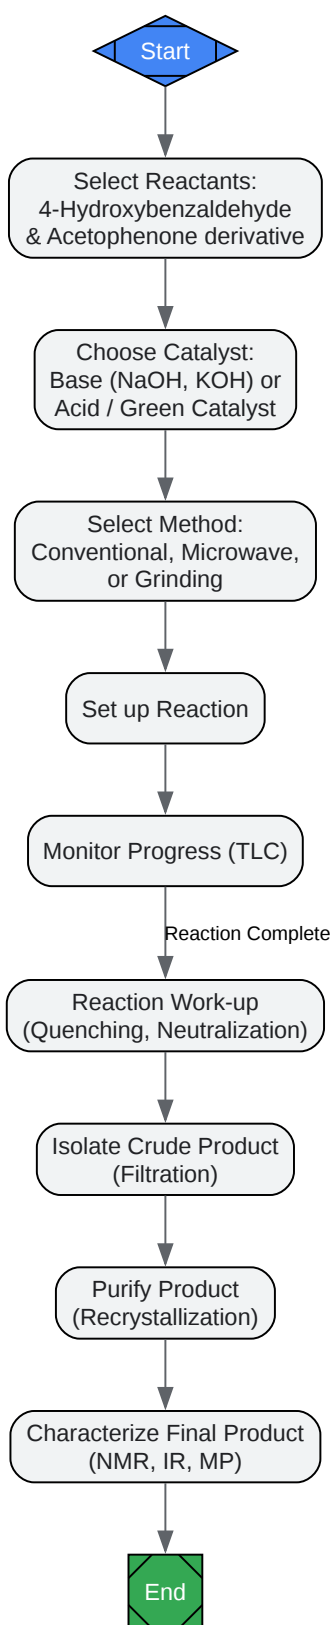 Start
Select Reactants:
4-Hydroxybenzaldehyde
& Acetophenone derivative
Choose Catalyst:
Base (NaOH, KOH) or
Acid / Green Catalyst
Select Method:
Conventional, Microwave,
or Grinding
Set up Reaction
Monitor Progress (TLC)
Reaction Complete
Reaction Work-up
(Quenching, Neutralization)
Isolate Crude Product
(Filtration)
Purify Product
(Recrystallization)
Characterize Final Product
(NMR, IR, MP)
End